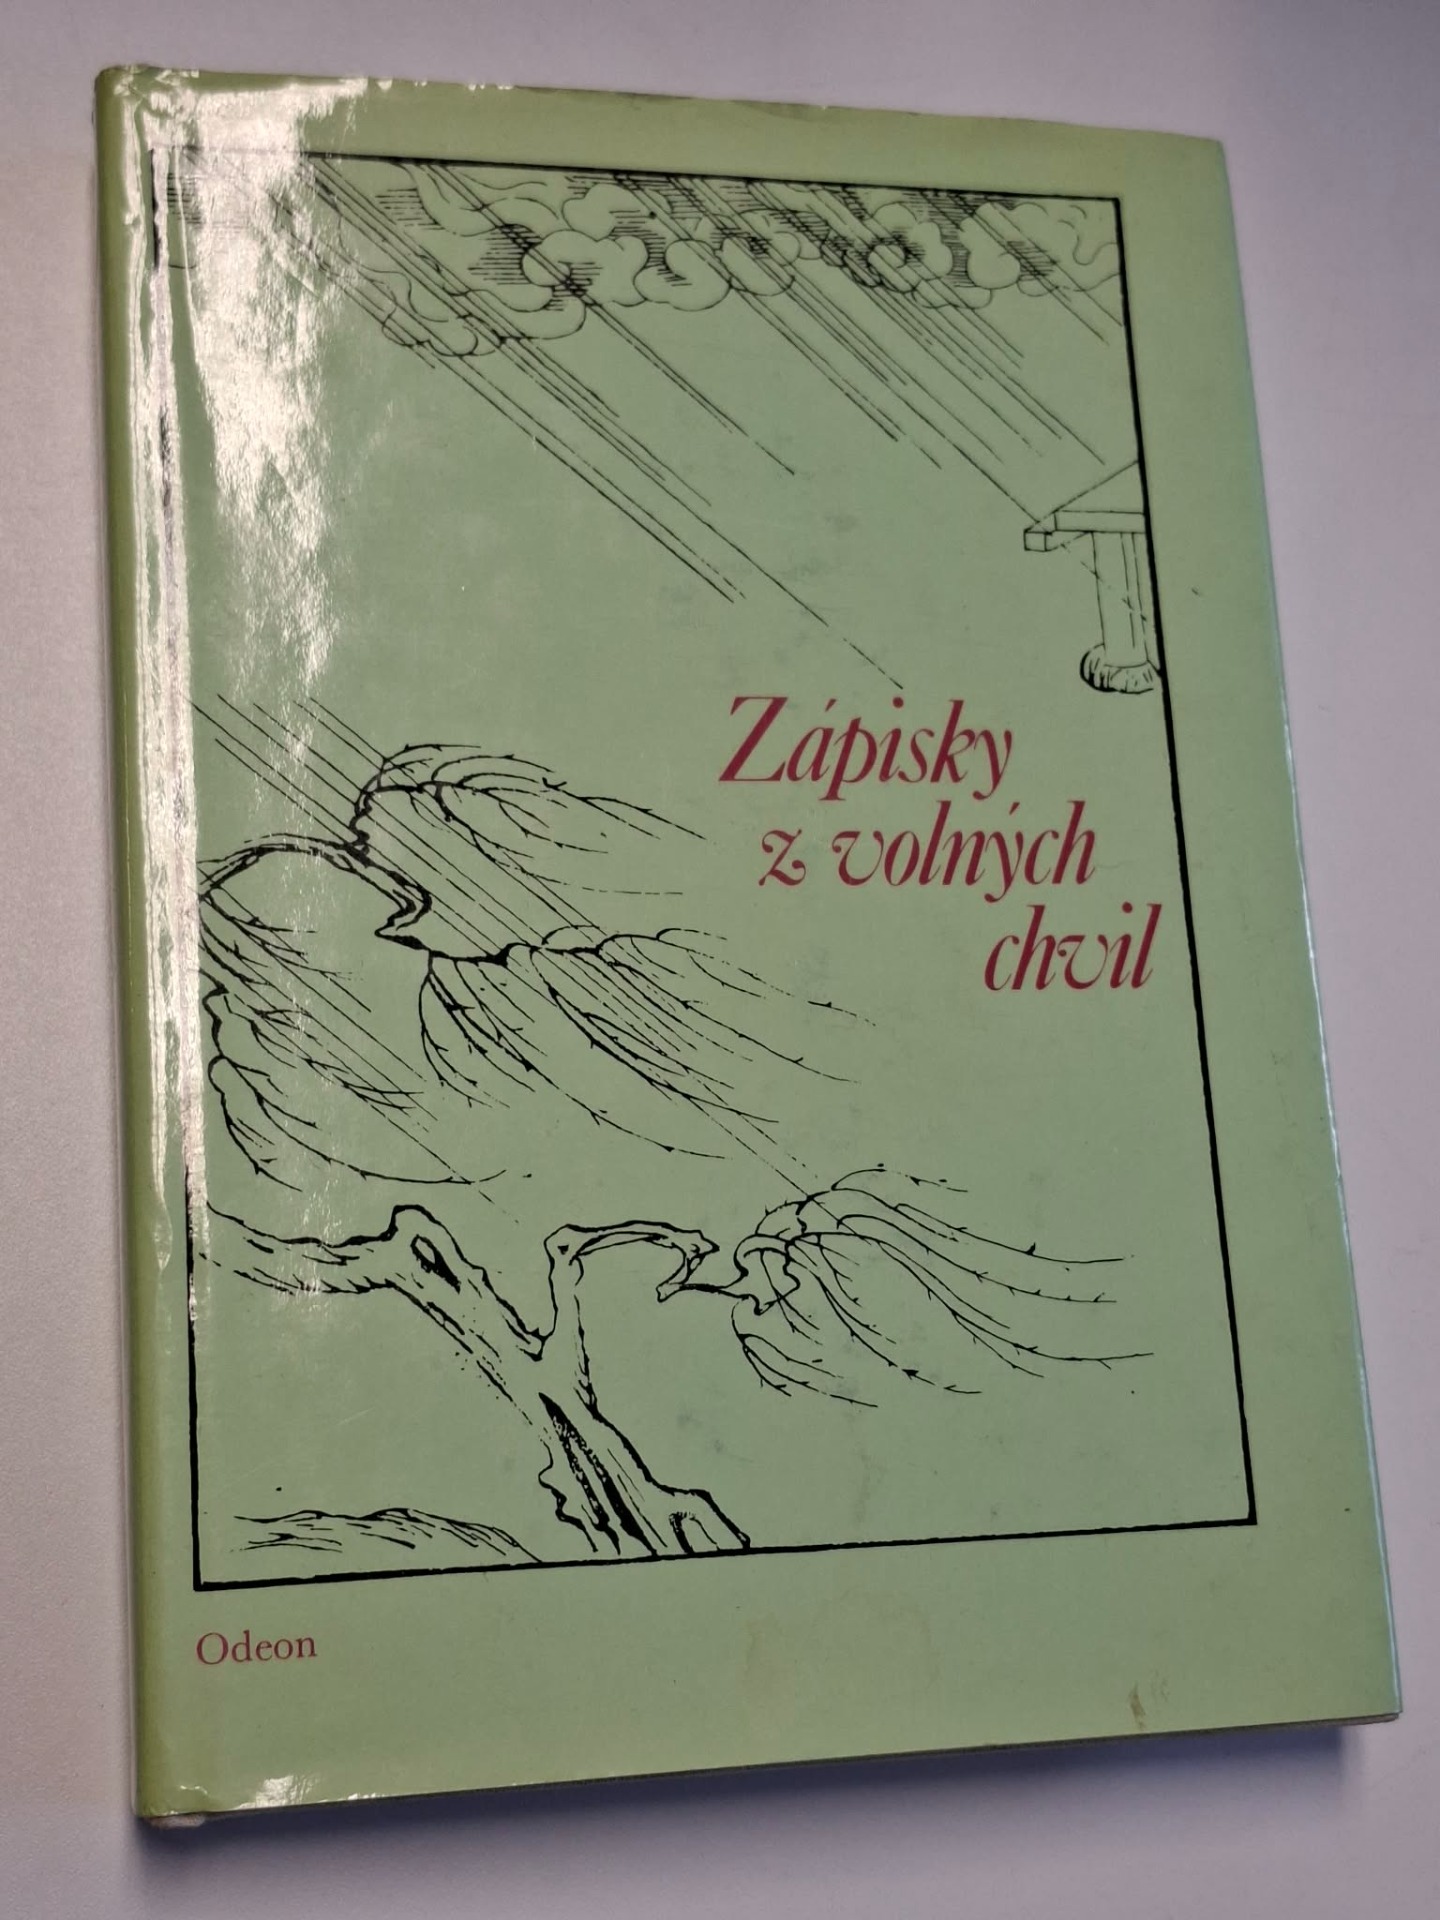 Zápisky
z volných
chvil
Odeon